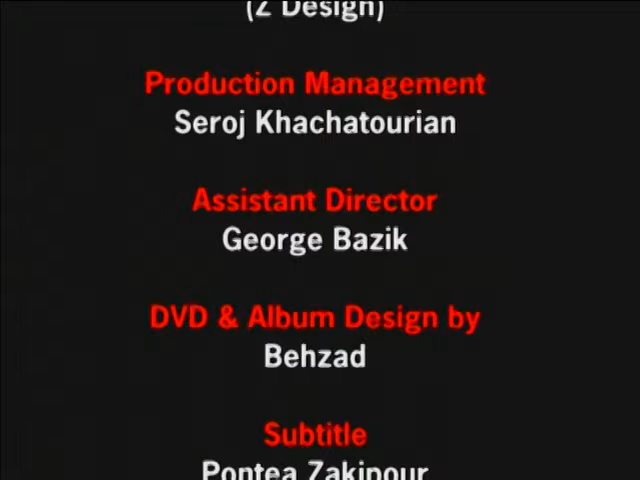 (Z Design)
Production Management
Seroj Khachatourian
Assistant Director
George Bazik
DVD & Album Design by
Behzad
Subtitle
Pontea Zakipour